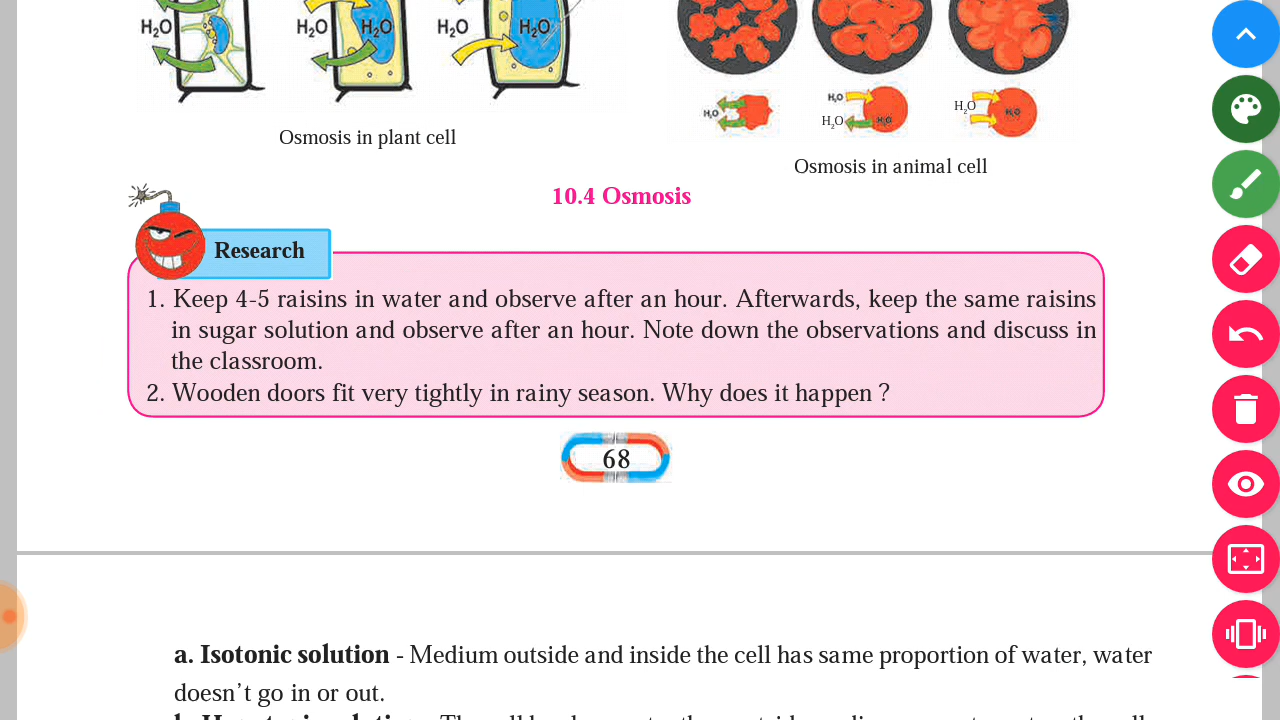 H₂O H₂O H₂O H₂O H₂O
H₂O H₂O H₂O H₂O H₂O H₂O H₂O
Osmosis in plant cell
Osmosis in animal cell
10.4 Osmosis
Research
1. Keep 4-5 raisins in water and observe after an hour. Afterwards, keep the same raisins
in sugar solution and observe after an hour. Note down the observations and discuss in
the classroom.
2. Wooden doors fit very tightly in rainy season. Why does it happen ?
68
a. Isotonic solution - Medium outside and inside the cell has same proportion of water, water
doesn't go in or out.